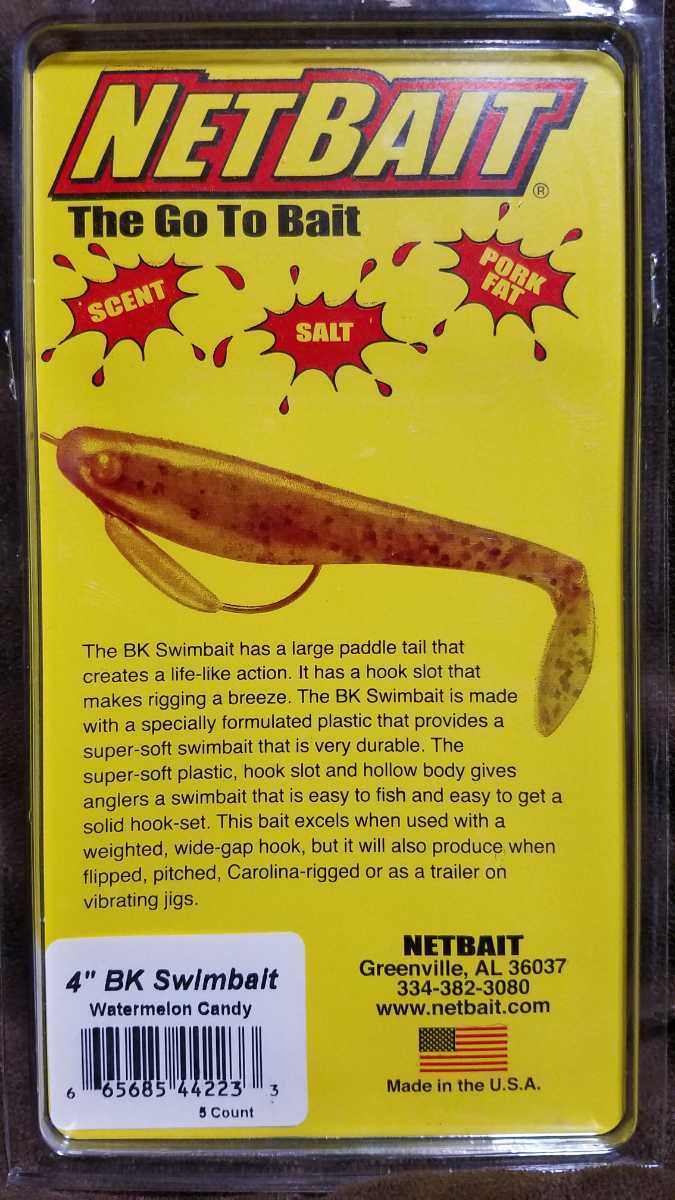 NETBAIT®
The Go To Bait
SCENT
SALT
PORK
FAT
The BK Swimbait has a large paddle tail that
creates a life-like action. It has a hook slot that
makes rigging a breeze. The BK Swimbait is made
with a specially formulated plastic that provides a
super-soft swimbait that is very durable. The
super-soft plastic, hook slot and hollow body gives
anglers a swimbait that is easy to fish and easy to get a
solid hook-set. This bait excels when used with a
weighted, wide-gap hook, but it will also produce when
flipped, pitched, Carolina-rigged or as a trailer on
vibrating jigs.
4" BK Swimbait
Watermelon Candy
6 65685 44223 3
5 Count
NETBAIT
Greenville, AL 36037
334-382-3080
www.netbait.com
Made in the U.S.A.